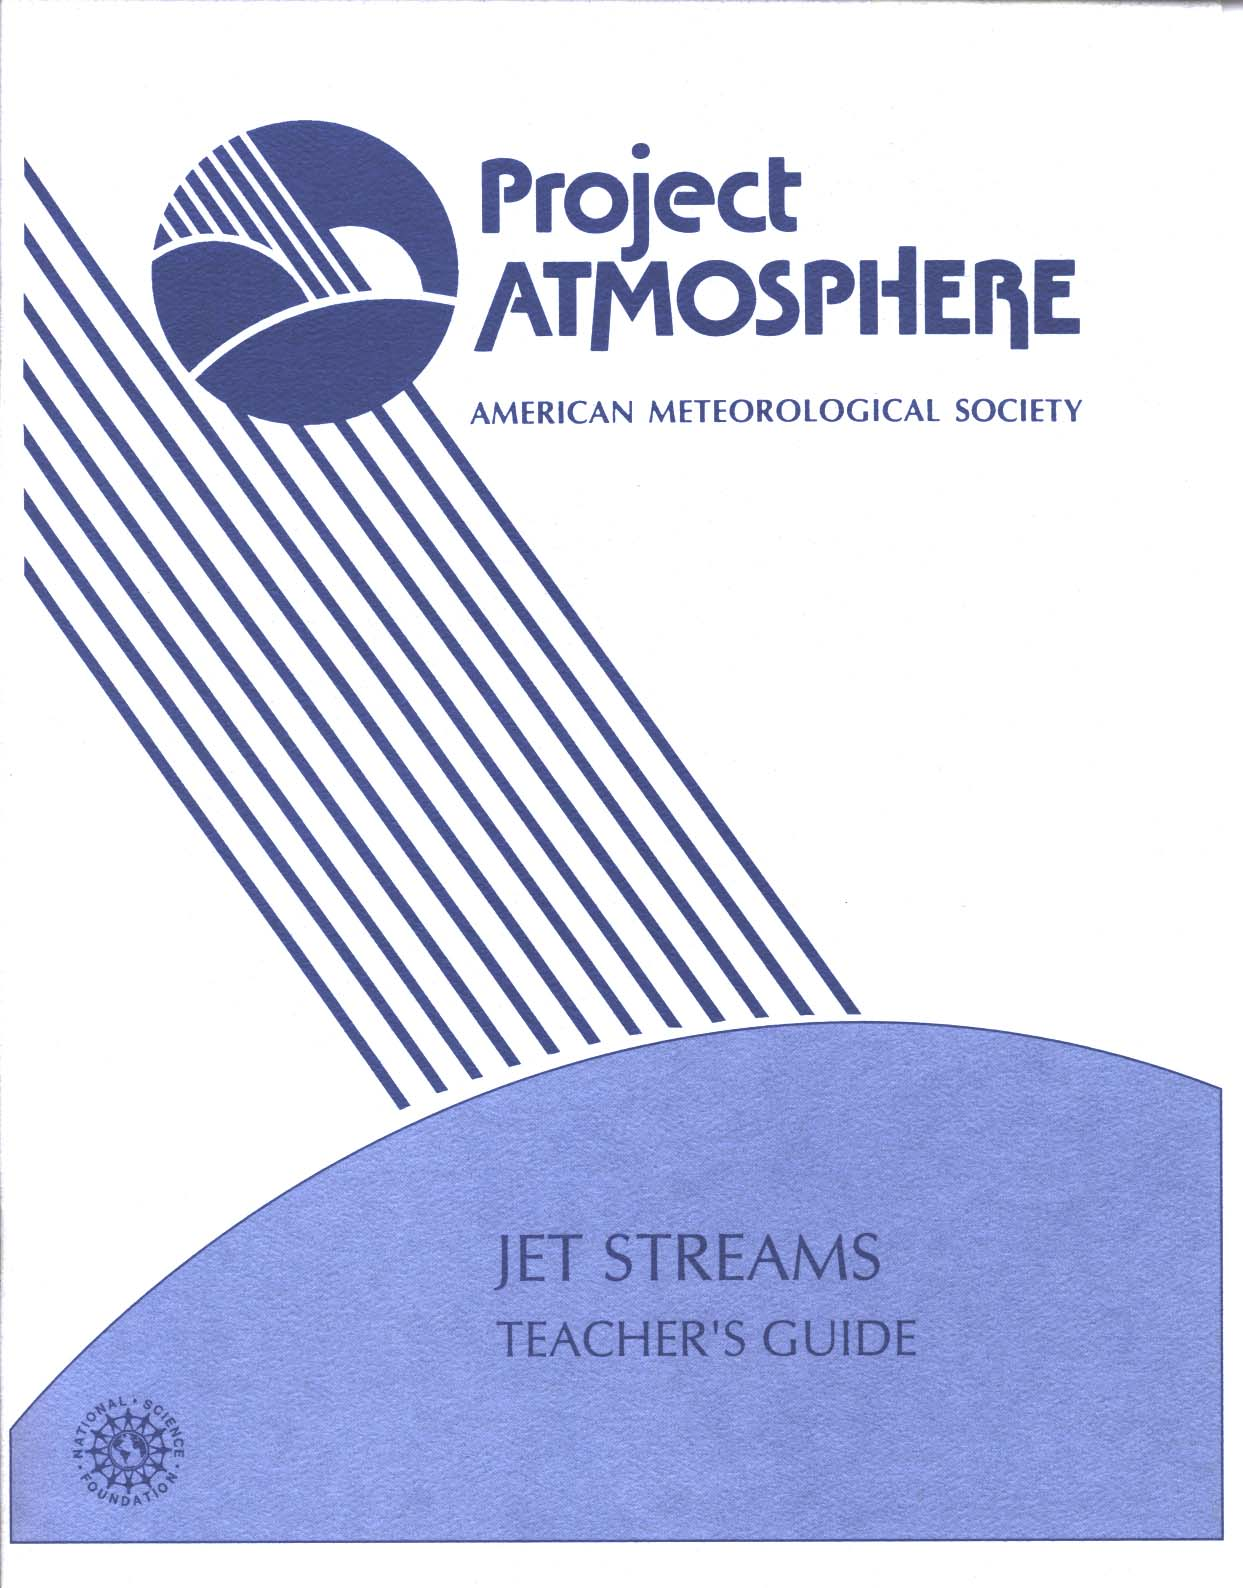 Project
ATMOSPHERE
AMERICAN METEOROLOGICAL SOCIETY
JET STREAMS
TEACHER'S GUIDE
NATIONAL · SCIENCE · FOUNDATION ·